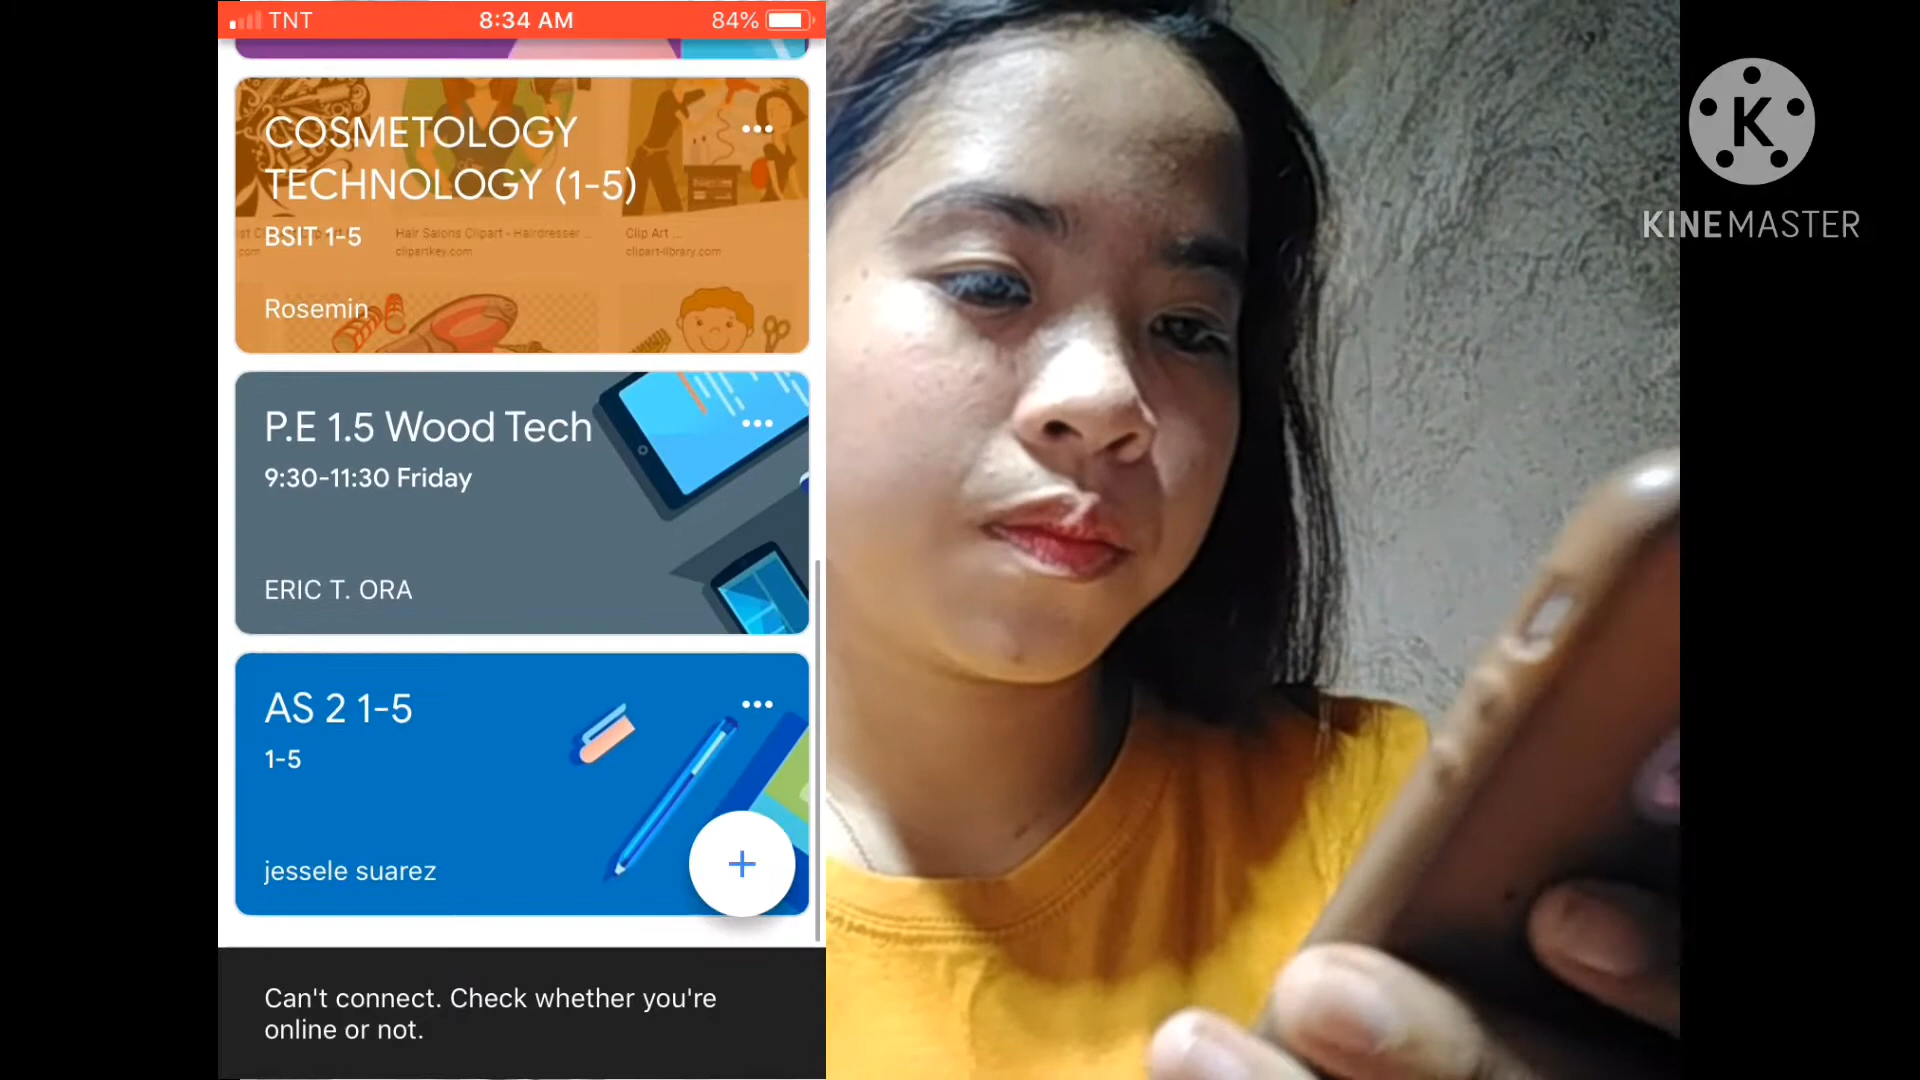 TNT 8:34 AM 84%
COSMETOLOGY
TECHNOLOGY (1-5)
BSIT 1-5
Hair Salons Clipart - Hairdresser ...
clipartkey.com
Clip Art ...
clipart-library.com
.com
Rosemin
P.E 1.5 Wood Tech
9:30-11:30 Friday
ERIC T. ORA
AS 2 1-5
1-5
jessele suarez
Can't connect. Check whether you're
online or not.
K
KINEMASTER